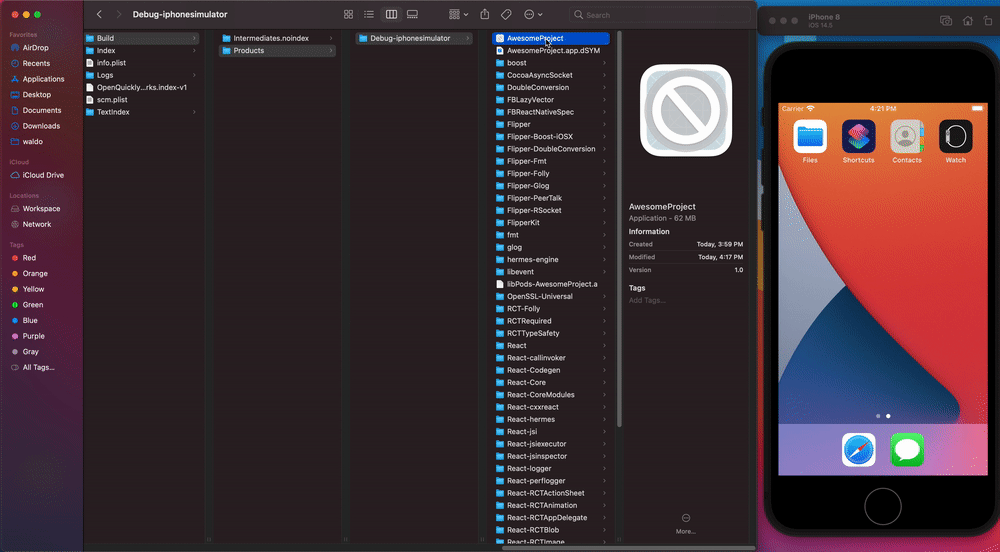 Debug-iphonesimulator
Search
Favorites
AirDrop
Recents
Applications
Desktop
Documents
Downloads
waldo
iCloud
iCloud Drive
Locations
Workspace
Network
Tags
Red
Orange
Yellow
Green
Blue
Purple
Gray
All Tags...
Build
Index
info.plist
Logs
OpenQuickly...rks.index-v1
scm.plist
TextIndex
Intermediates.noindex
Products
Debug-iphonesimulator
AwesomeProject
AwesomeProject.app.dSYM
boost
CocoaAsyncSocket
DoubleConversion
FBLazyVector
FBReactNativeSpec
Flipper
Flipper-Boost-iOSX
Flipper-DoubleConversion
Flipper-Fmt
Flipper-Folly
Flipper-Glog
Flipper-PeerTalk
Flipper-RSocket
FlipperKit
fmt
glog
hermes-engine
libevent
libPods-AwesomeProject.a
OpenSSL-Universal
RCT-Folly
RCTRequired
RCTTypeSafety
React
React-callinvoker
React-Codegen
React-Core
React-CoreModules
React-cxxreact
React-hermes
React-jsi
React-jsiexecutor
React-jsinspector
React-logger
React-perflogger
React-RCTActionSheet
React-RCTAnimation
React-RCTAppDelegate
React-RCTBlob
React-RCTImage
AwesomeProject
Application - 62 MB
Information
Created Today, 3:59 PM
Modified Today, 4:17 PM
Version 1.0
Tags
Add Tags...
More...
iPhone 8
iOS 14.5
Carrier 4:21 PM
Files
Shortcuts
Contacts
Watch